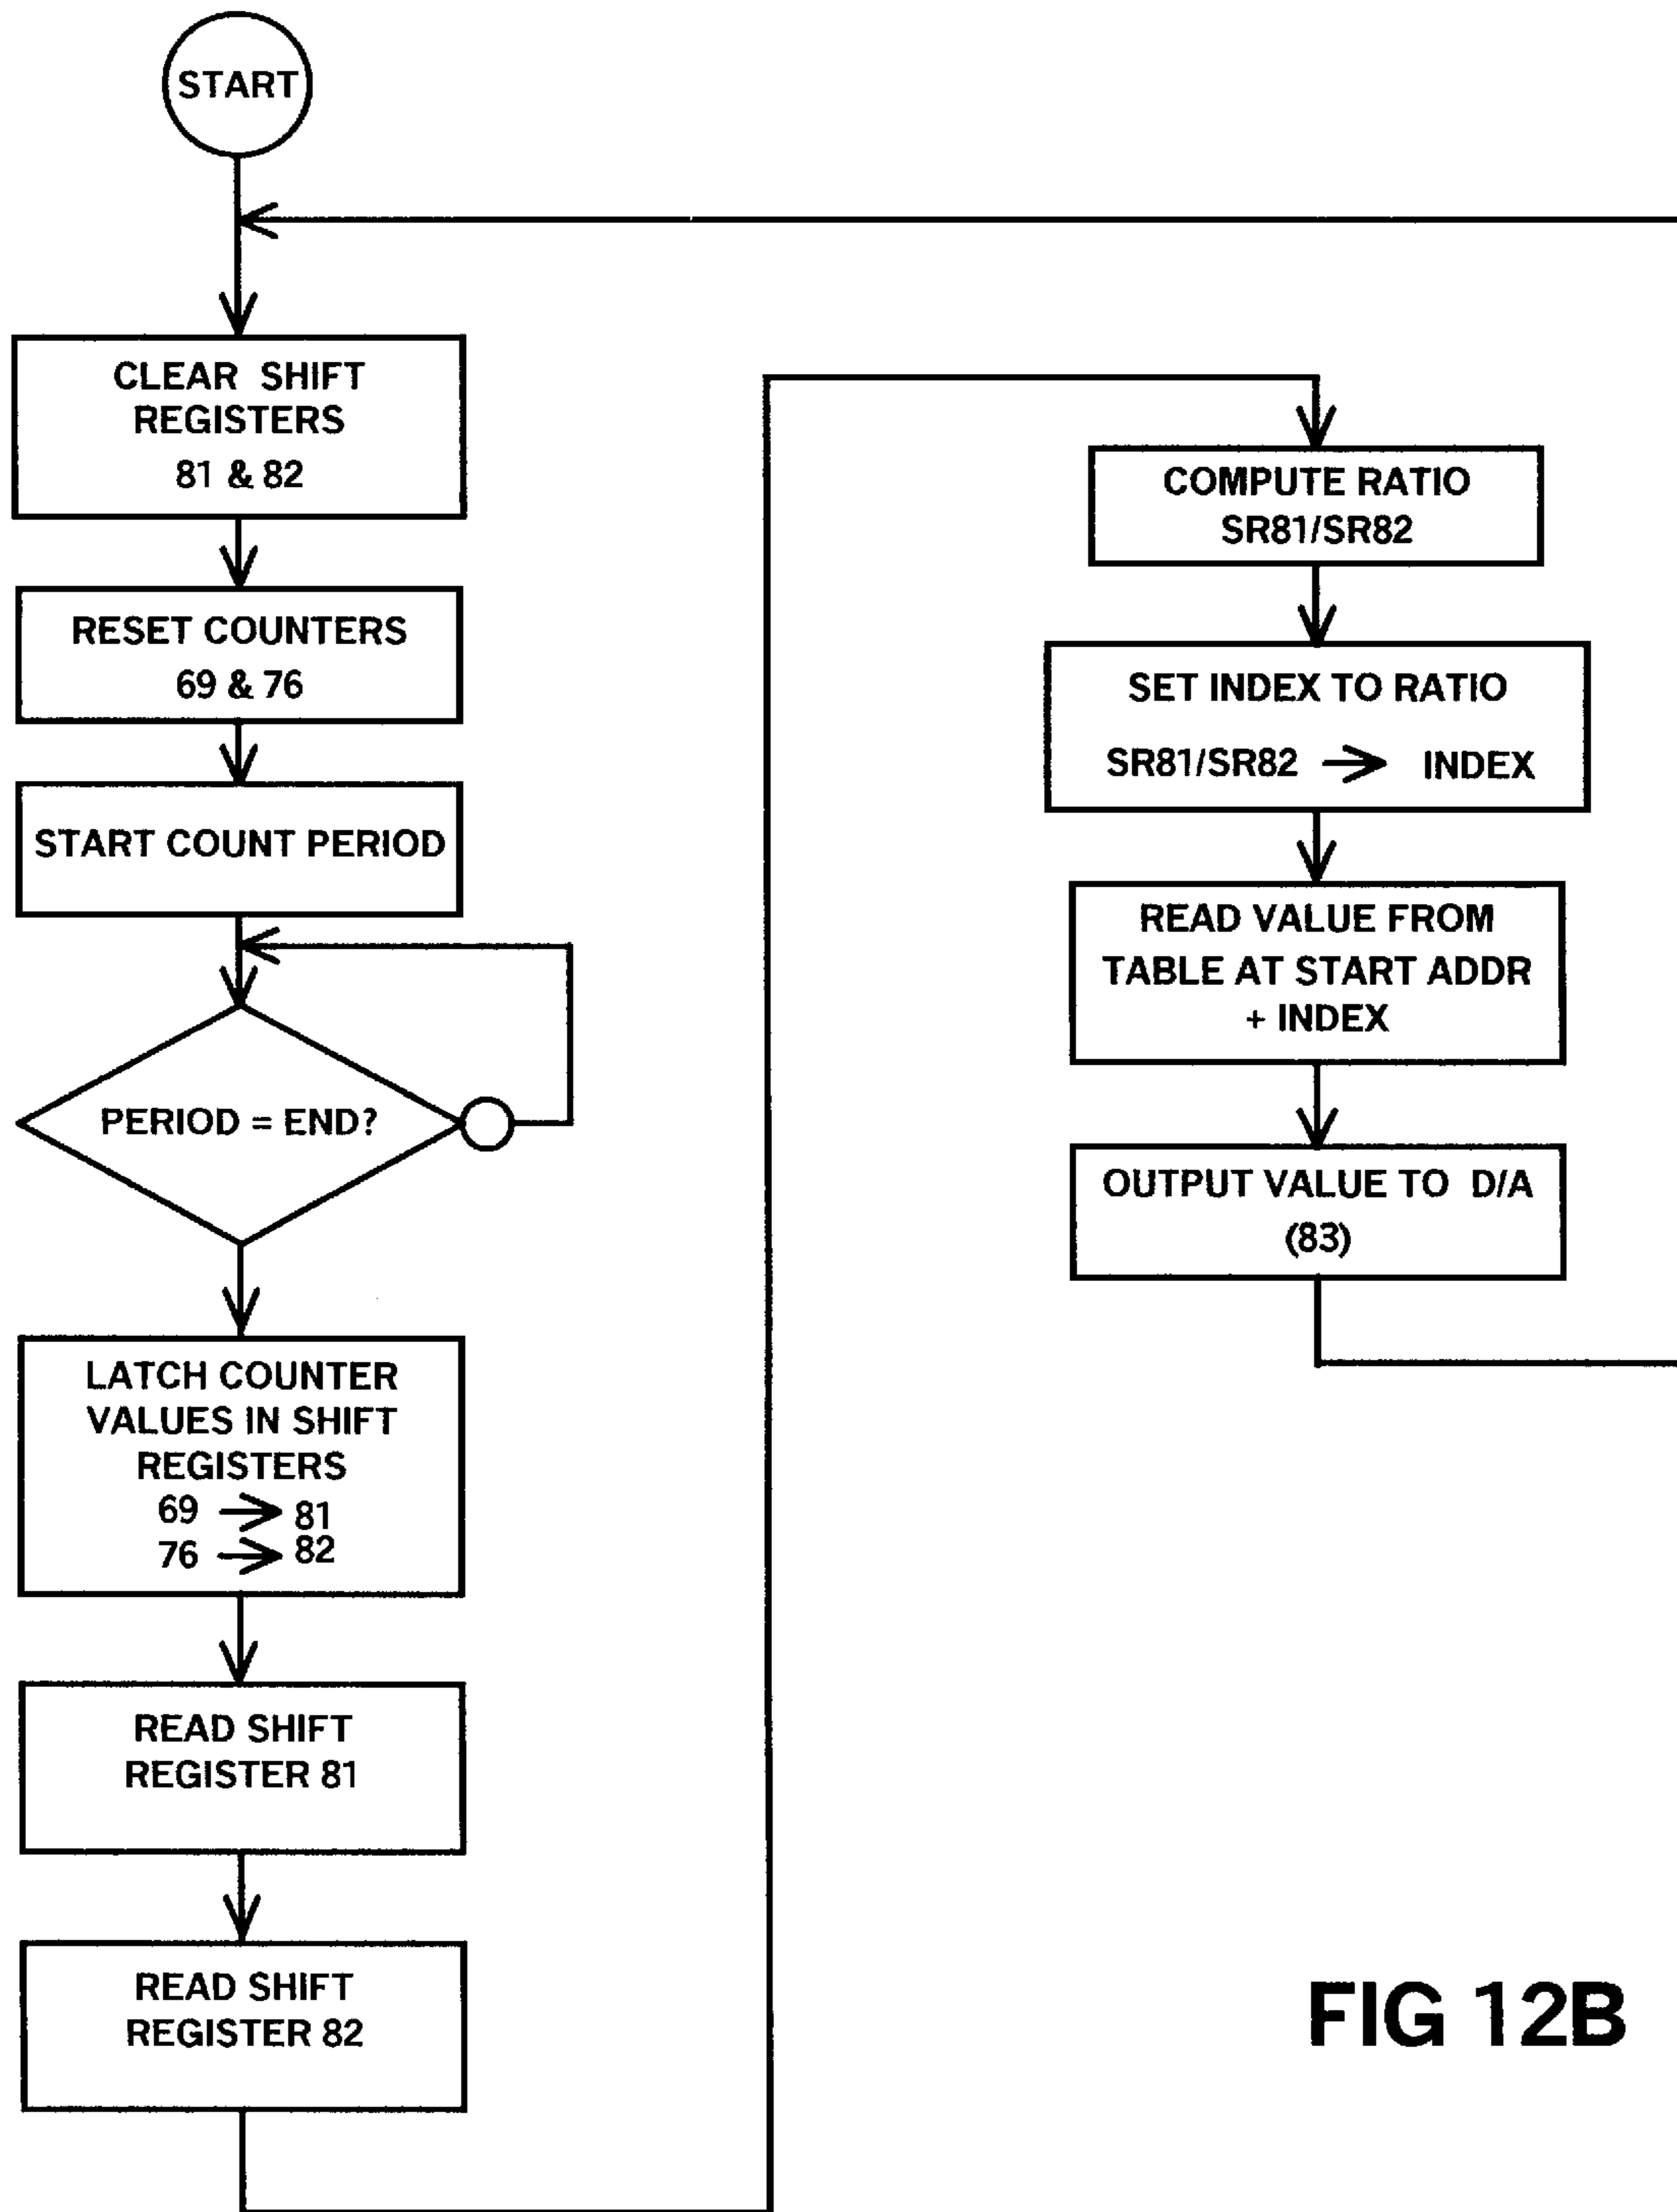 START
CLEAR SHIFT
REGISTERS
81 & 82
RESET COUNTERS
69 & 76
START COUNT PERIOD
PERIOD = END?
LATCH COUNTER
VALUES IN SHIFT
REGISTERS
69 → 81
76 → 82
READ SHIFT
REGISTER 81
READ SHIFT
REGISTER 82
COMPUTE RATIO
SR81/SR82
SET INDEX TO RATIO
SR81/SR82 → INDEX
READ VALUE FROM
TABLE AT START ADDR
+ INDEX
OUTPUT VALUE TO D/A
(83)
FIG 12B